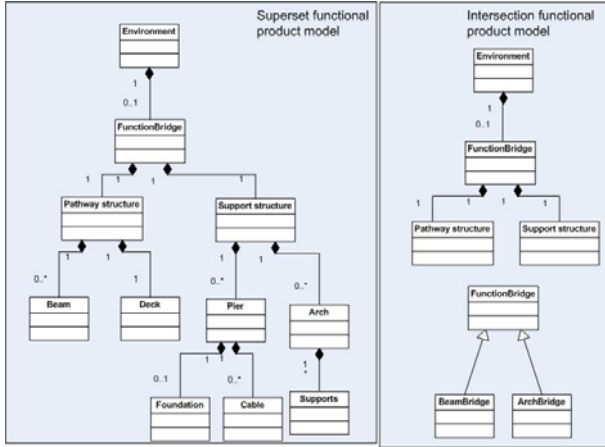 Superset functional
product model
Environment
1
0..1
FunctionBridge
1
1
1
1
Pathway structure
Support structure
1
1
1
1
0..*
1
0..*
0..*
Beam
Deck
Pier
Arch
1
1
1
*
0..1
0..*
Foundation
Cable
Supports
Intersection functional
product model
Environment
1
0..1
FunctionBridge
1
1
1
1
Pathway structure
Support structure
FunctionBridge
BeamBridge
ArchBridge